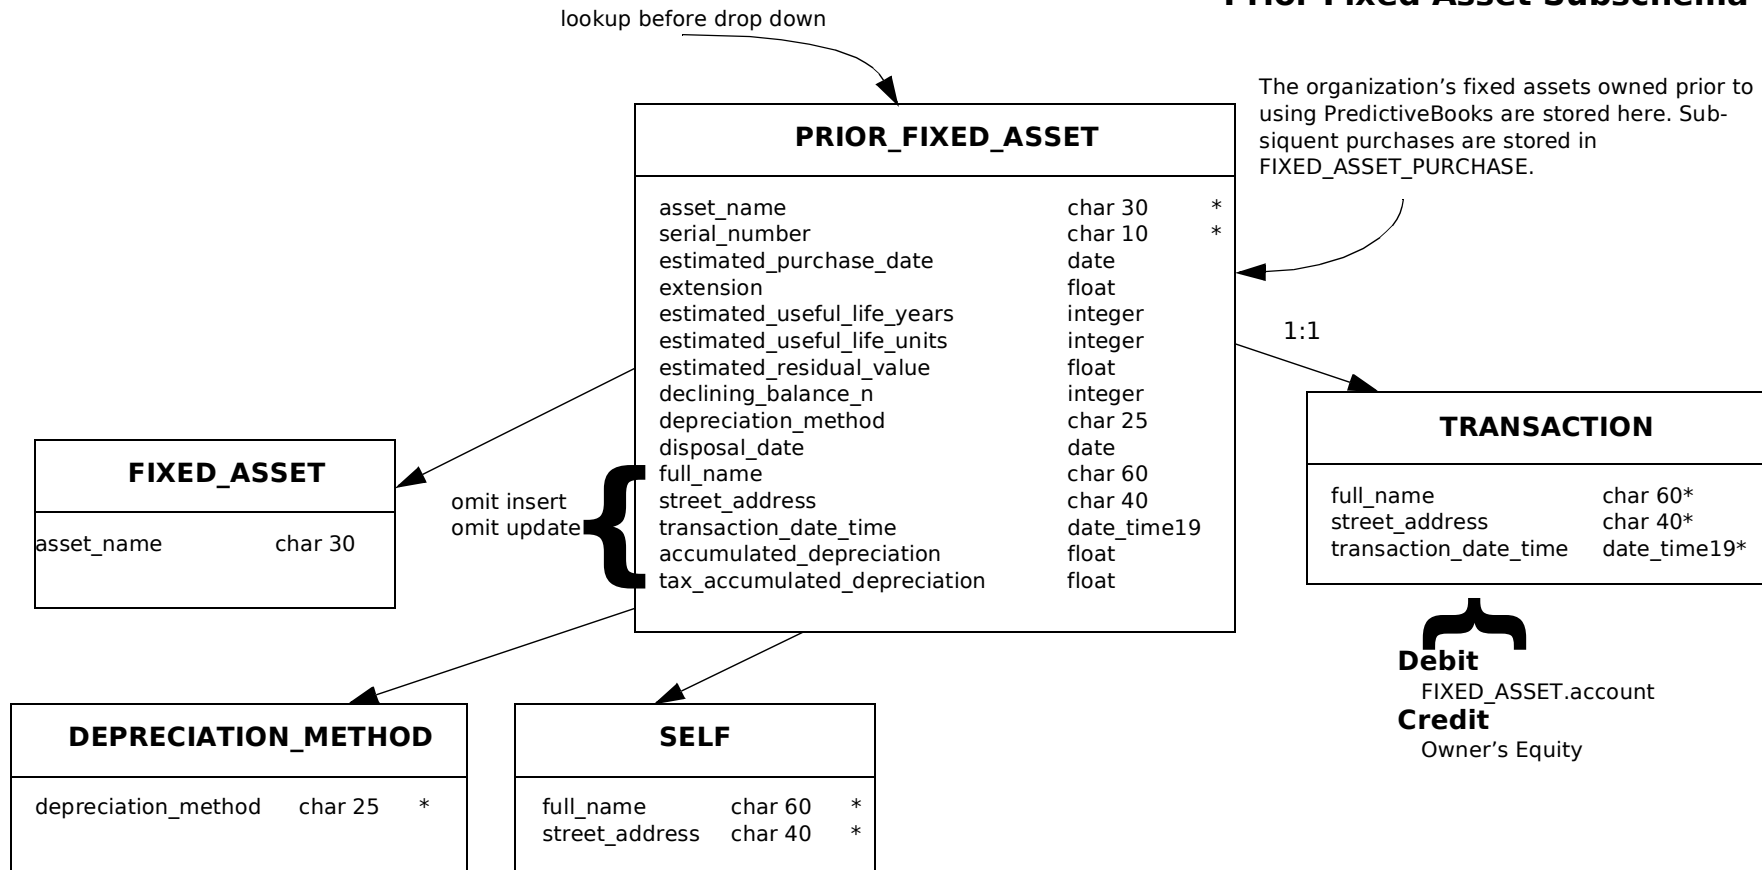 lookup before drop down
Prior Fixed Asset Subschema
The organization’s fixed assets owned prior to
using PredictiveBooks are stored here. Sub-
siquent purchases are stored in
FIXED_ASSET_PURCHASE.
PRIOR_FIXED_ASSET
asset_name char 30 *
serial_number char 10 *
estimated_purchase_date date
extension float
estimated_useful_life_years integer
estimated_useful_life_units integer
estimated_residual_value float
declining_balance_n integer
depreciation_method char 25
disposal_date date
full_name char 60
street_address char 40
transaction_date_time date_time19
accumulated_depreciation float
tax_accumulated_depreciation float
omit insert
omit update
1:1
TRANSACTION
full_name char 60*
street_address char 40*
transaction_date_time date_time19*
Debit
FIXED_ASSET.account
Credit
Owner’s Equity
FIXED_ASSET
asset_name char 30
DEPRECIATION_METHOD
depreciation_method char 25 *
SELF
full_name char 60 *
street_address char 40 *